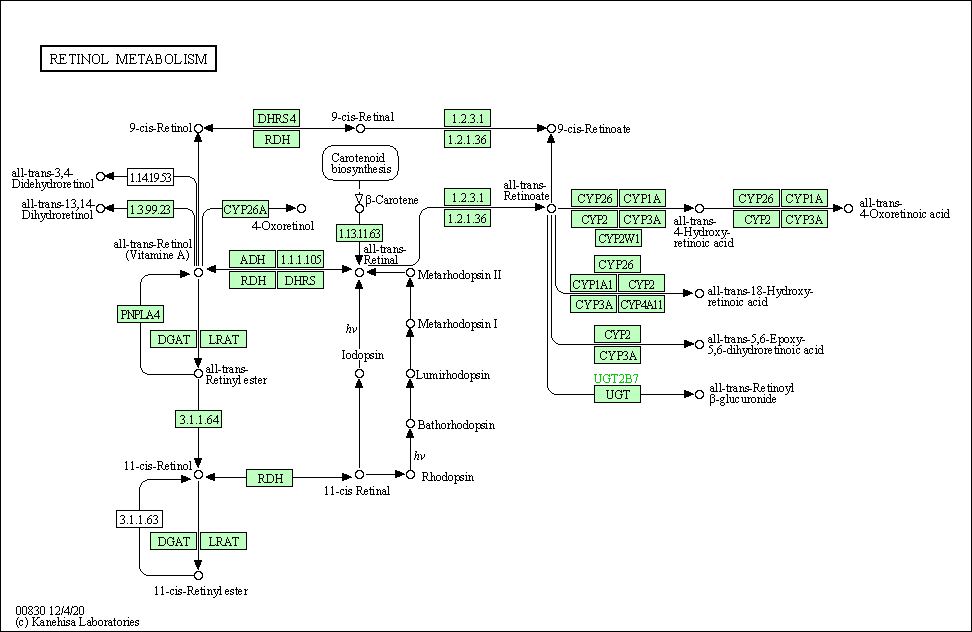 RETINOL METABOLISM
9-cis-Retinol
DHRS4
RDH
9-cis-Retinal
1.2.3.1
1.2.1.36
9-cis-Retinoate
Carotenoid
biosynthesis
all-trans-3,4-
Didehydroretinol
1.14.19.53
all-trans-13,14-
Dihydroretinol
1.3.99.23
CYP26A
4-Oxoretinol
β-Carotene
1.13.11.63
all-trans-
Retinal
1.2.3.1
1.2.1.36
all-trans-
Retinoate
CYP26
CYP1A
CYP2
CYP3A
CYP2W1
all-trans-
4-Hydroxy-
retinoic acid
CYP26
CYP1A
CYP2
CYP3A
all-trans-
4-Oxoretinoic acid
all-trans-Retinol
(Vitamine A)
ADH
1.1.1.105
RDH
DHRS
Metarhodopsin II
CYP26
CYP1A1
CYP2
CYP3A
CYP4A11
all-trans-18-Hydroxy-
retinoic acid
PNPLA4
DGAT
LRAT
hν
Iodopsin
Metarhodopsin I
CYP2
CYP3A
all-trans-5,6-Epoxy-
5,6-dihydroretinoic acid
all-trans-
Retinyl ester
Lumirhodopsin
UGT2B7
UGT
all-trans-Retinoyl
β-glucuronide
3.1.1.64
Bathorhodopsin
hν
11-cis-Retinol
RDH
11-cis Retinal
Rhodopsin
3.1.1.63
DGAT
LRAT
11-cis-Retinyl ester
00830 12/4/20
(c) Kanehisa Laboratories